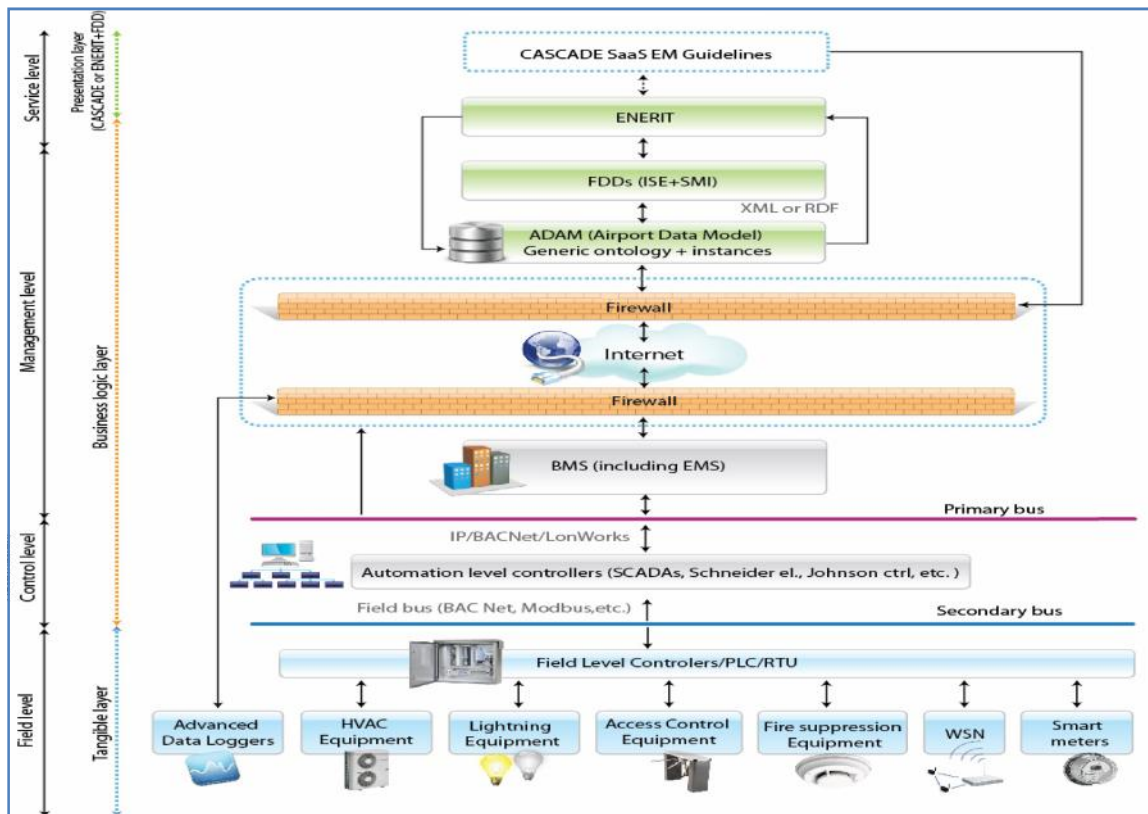 CASCADE SaaS EM Guidelines
ENERIT
FDDs (ISE+SMI)
XML or RDF
ADAM (Airport Data Model)
Generic ontology + instances
Firewall
Internet
Firewall
BMS (including EMS)
Primary bus
IP/BACNet/LonWorks
Automation level controllers (SCADAs, Schneider el., Johnson ctrl, etc. )
Field bus (BAC Net, Modbus,etc.)
Secondary bus
Field Level Controlers/PLC/RTU
Advanced
Data Loggers
HVAC
Equipment
Lightning
Equipment
Access Control
Equipment
Fire suppression
Equipment
WSN
Smart
meters
Service level
Management level
Control level
Field level
Presentation layer
(CASCADE or ENERIT+FDD)
Business logic layer
Tangible layer